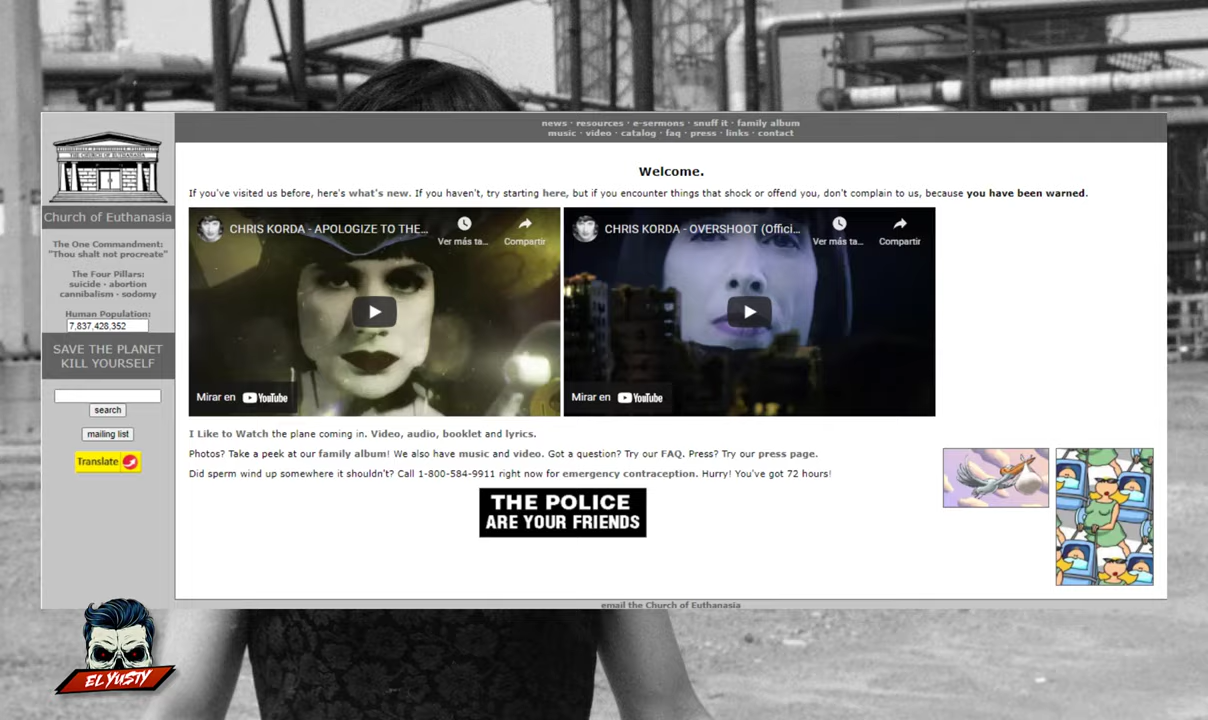 news · resources · e-sermons · snuff it · family album
music · video · catalog · faq · press · links · contact
THE CHURCH OF EUTHANASIA
Church of Euthanasia
The One Commandment:
"Thou shalt not procreate"
The Four Pillars:
suicide · abortion
cannibalism · sodomy
Human Population:
7,837,428,352
SAVE THE PLANET
KILL YOURSELF
search
mailing list
Translate
Welcome.
If you've visited us before, here's what's new. If you haven't, try starting here, but if you encounter things that shock or offend you, don't complain to us, because you have been warned.
CHRIS KORDA - APOLOGIZE TO THE...
Ver más ta...
Compartir
Mirar en YouTube
CHRIS KORDA - OVERSHOOT (Offici...
Ver más ta...
Compartir
Mirar en YouTube
I Like to Watch the plane coming in. Video, audio, booklet and lyrics.
Photos? Take a peek at our family album! We also have music and video. Got a question? Try our FAQ. Press? Try our press page.
Did sperm wind up somewhere it shouldn't? Call 1-800-584-9911 right now for emergency contraception. Hurry! You've got 72 hours!
THE POLICE
ARE YOUR FRIENDS
email the Church of Euthanasia
EL YUSTY